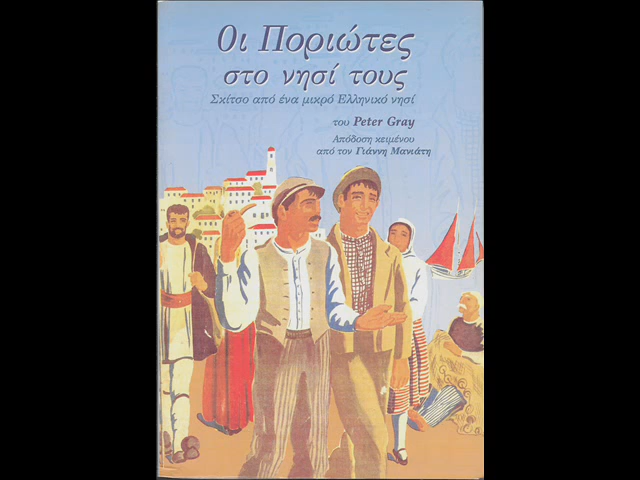 Οι Ποριώτες
στο νησί τους
Σκίτσο από ένα μικρό Ελληνικό νησί
του Peter Gray
Απόδοση κειμένου
από τον Γιάννη Μανιάτη